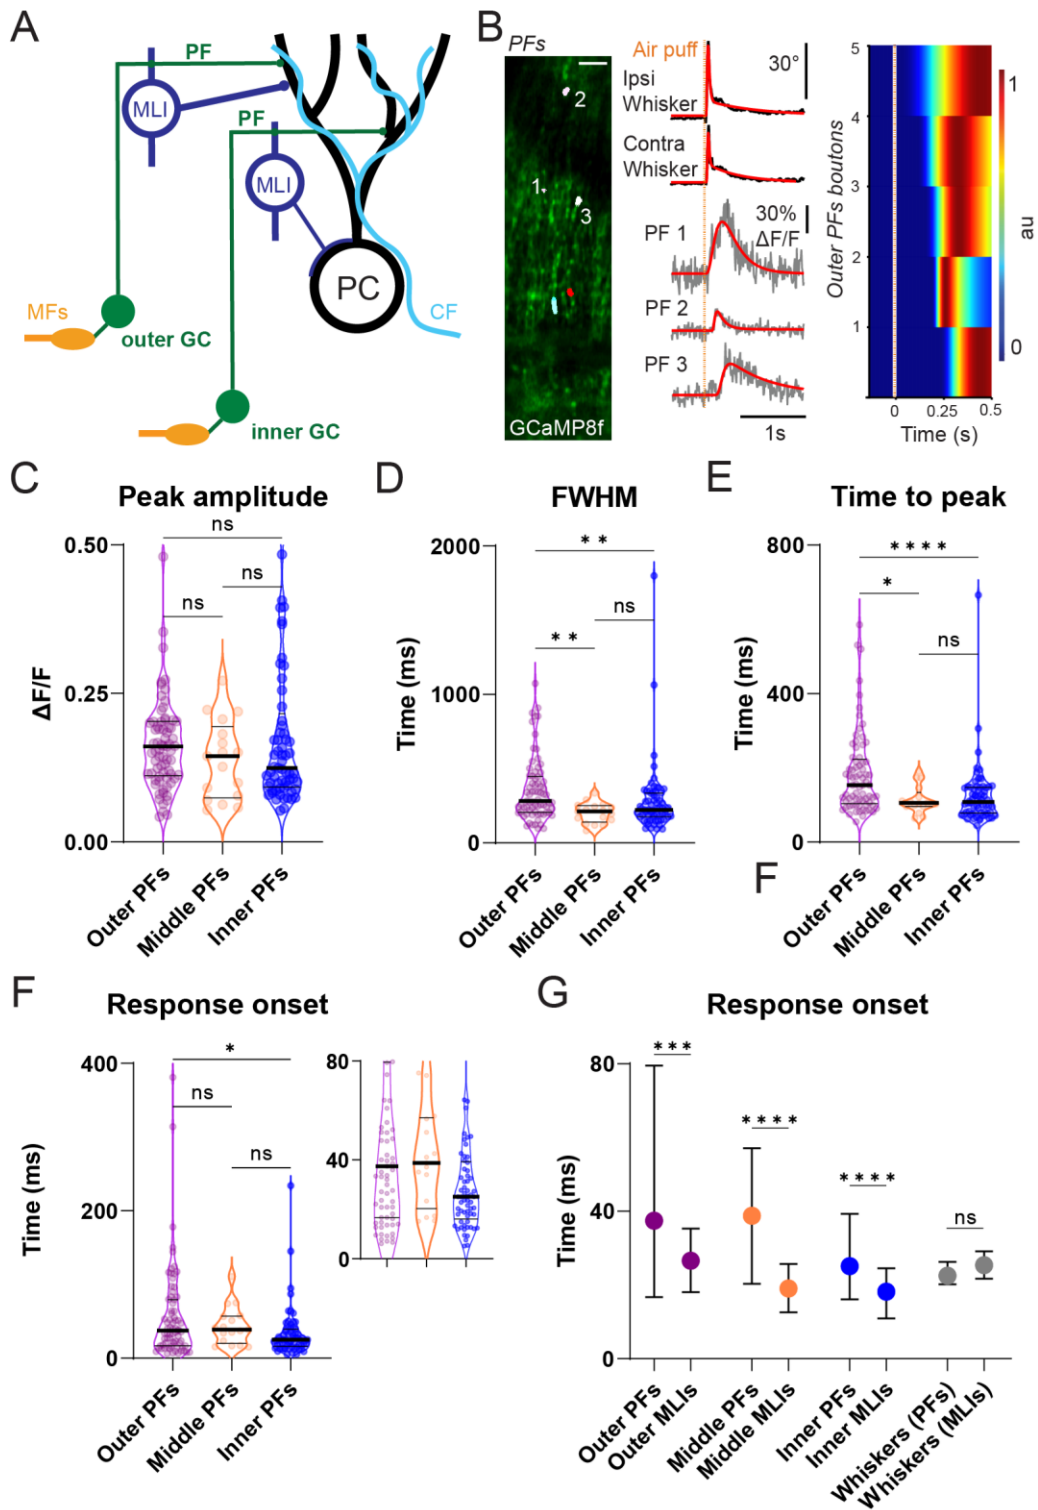 A
PF
MLI
PF
MLI
PC
CF
MFs
outer GC
inner GC
B
PFs
2
1
3
GCaMP8f
Air puff
Ipsi
Whisker
30°
Contra
Whisker
PF 1
30%
ΔF/F
PF 2
PF 3
1s
Outer PFs boutons
5
4
3
2
1
0
0.25
0.5
Time (s)
1
0
au
C
Peak amplitude
ns
ns
ns
0.50
0.25
0.00
ΔF/F
Outer PFs
Middle PFs
Inner PFs
D
FWHM
**
**
ns
2000
1000
0
Time (ms)
Outer PFs
Middle PFs
Inner PFs
E
Time to peak
****
*
ns
800
400
0
Time (ms)
Outer PFs
Middle PFs
Inner PFs
F
F
Response onset
*
ns
ns
400
200
0
Time (ms)
Outer PFs
Middle PFs
Inner PFs
80
40
0
G
Response onset
***
****
****
ns
80
40
0
Time (ms)
Outer PFs
Outer MLIs
Middle PFs
Middle MLIs
Inner PFs
Inner MLIs
Whiskers (PFs)
Whiskers (MLIs)